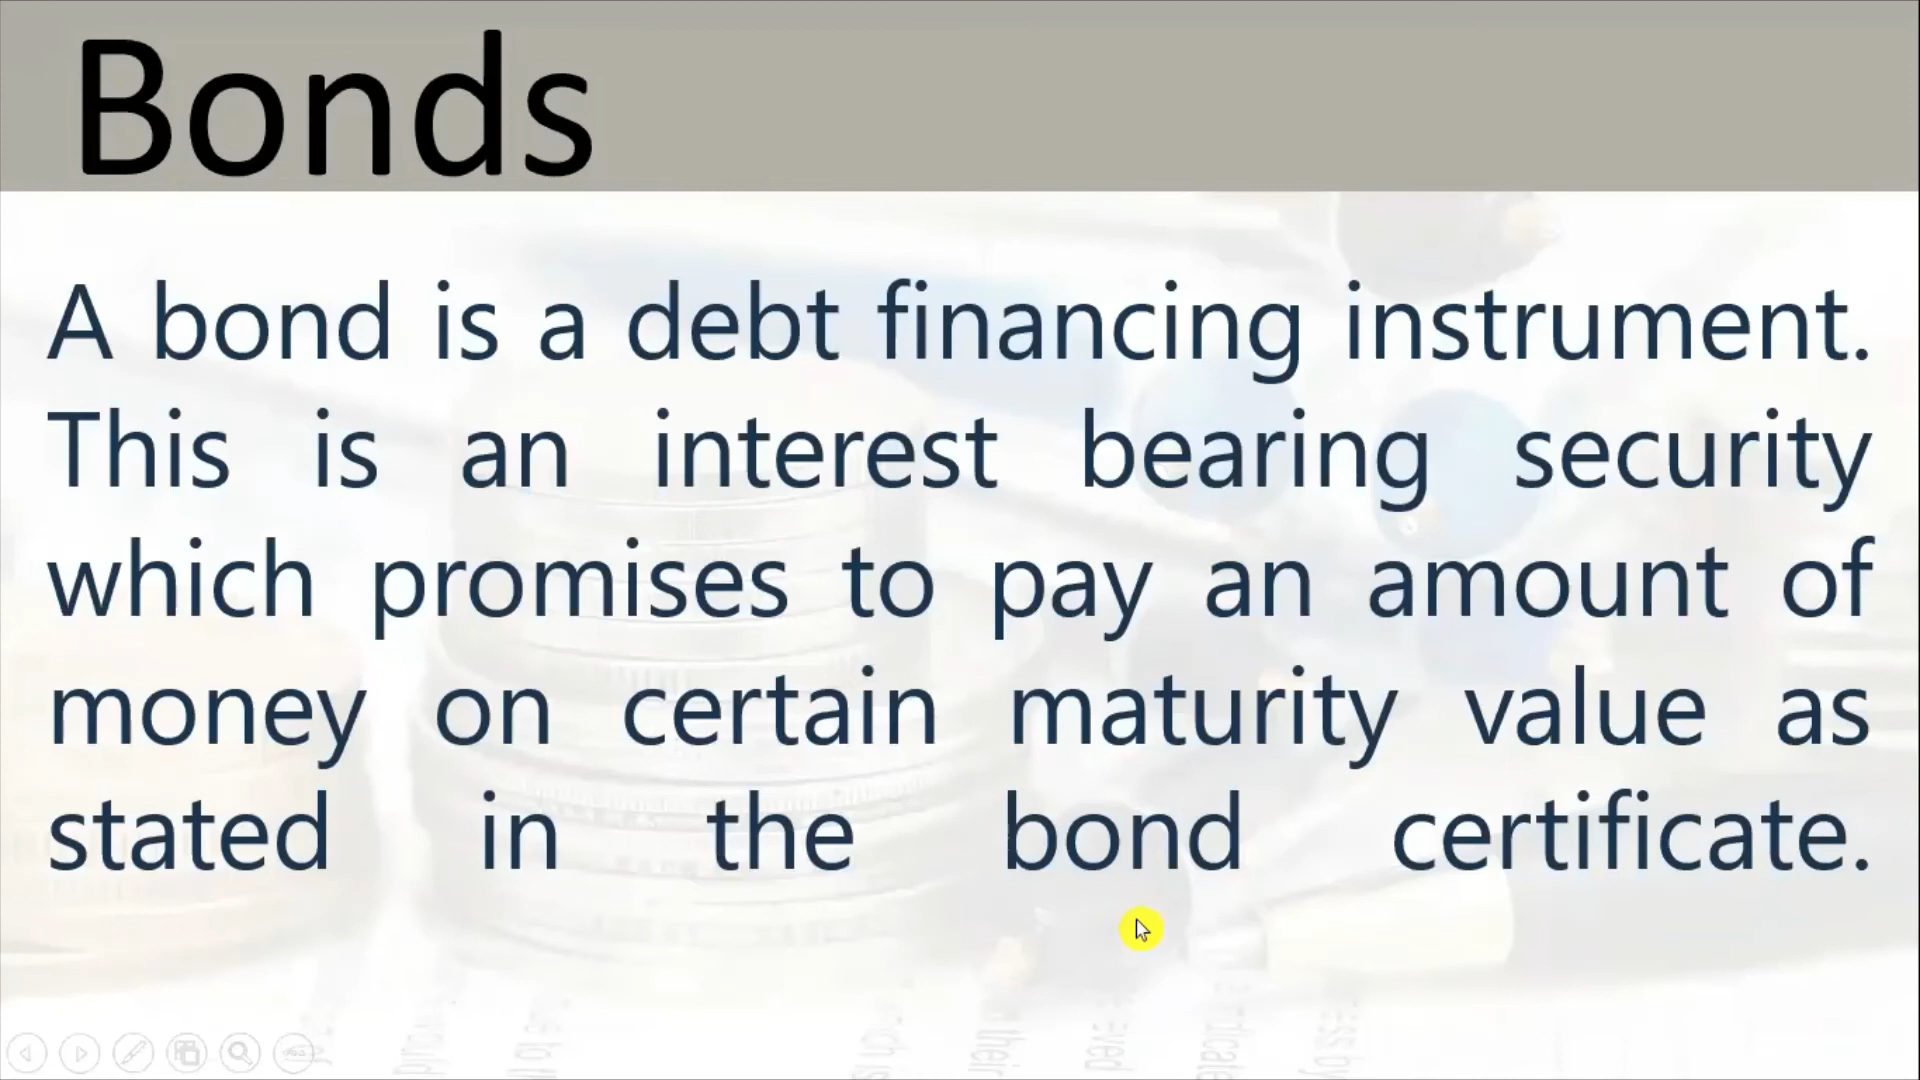 Bonds
A bond is a debt financing instrument.
This is an interest bearing security
which promises to pay an amount of
money on certain maturity value as
stated in the bond certificate.